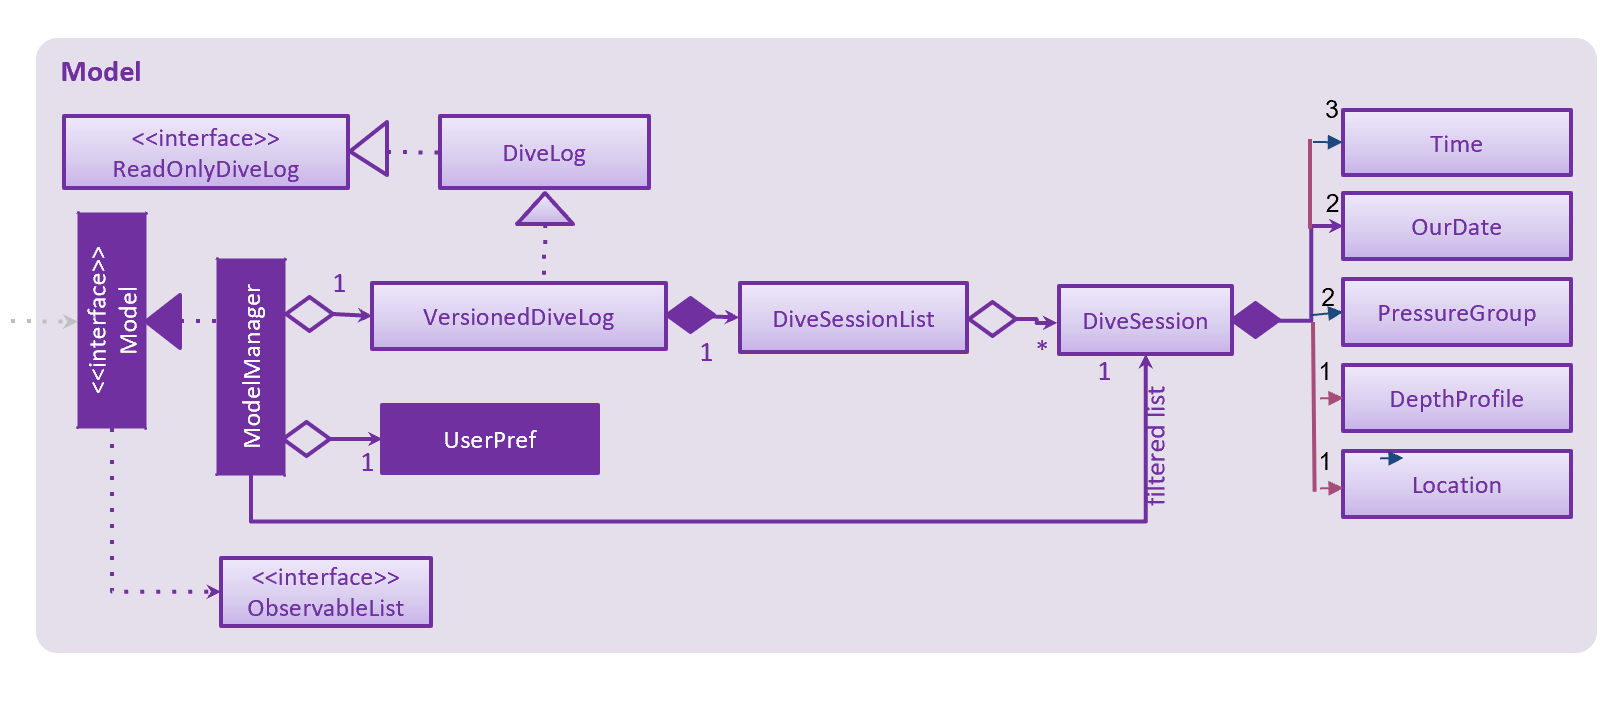 Model
<<interface>>
ReadOnlyDiveLog
DiveLog
<<interface>>
Model
ModelManager
1
VersionedDiveLog
1
DiveSessionList
*
DiveSession
1
filtered list
3
Time
2
OurDate
2
PressureGroup
1
DepthProfile
1
Location
1
UserPref
<<interface>>
ObservableList